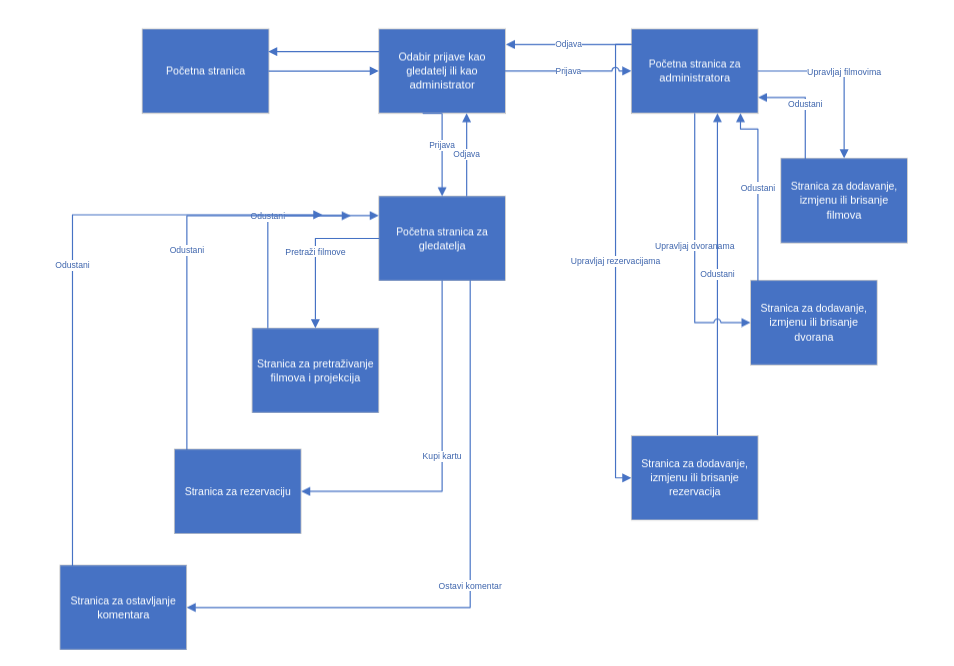 Početna stranica
Odabir prijave kao
gledatelj ili kao
administrator
Odjava
Prijava
Početna stranica za
administratora
Upravljaj filmovima
Odustani
Prijava
Odjava
Stranica za dodavanje,
izmjenu ili brisanje
filmova
Odustani
Odustani
Početna stranica za
gledatelja
Odustani
Pretraži filmove
Upravljaj dvoranama
Upravljaj rezervacijama
Odustani
Odustani
Stranica za dodavanje,
izmjenu ili brisanje
dvorana
Stranica za pretraživanje
filmova i projekcija
Kupi kartu
Stranica za dodavanje,
izmjenu ili brisanje
rezervacija
Stranica za rezervaciju
Ostavi komentar
Stranica za ostavljanje
komentara